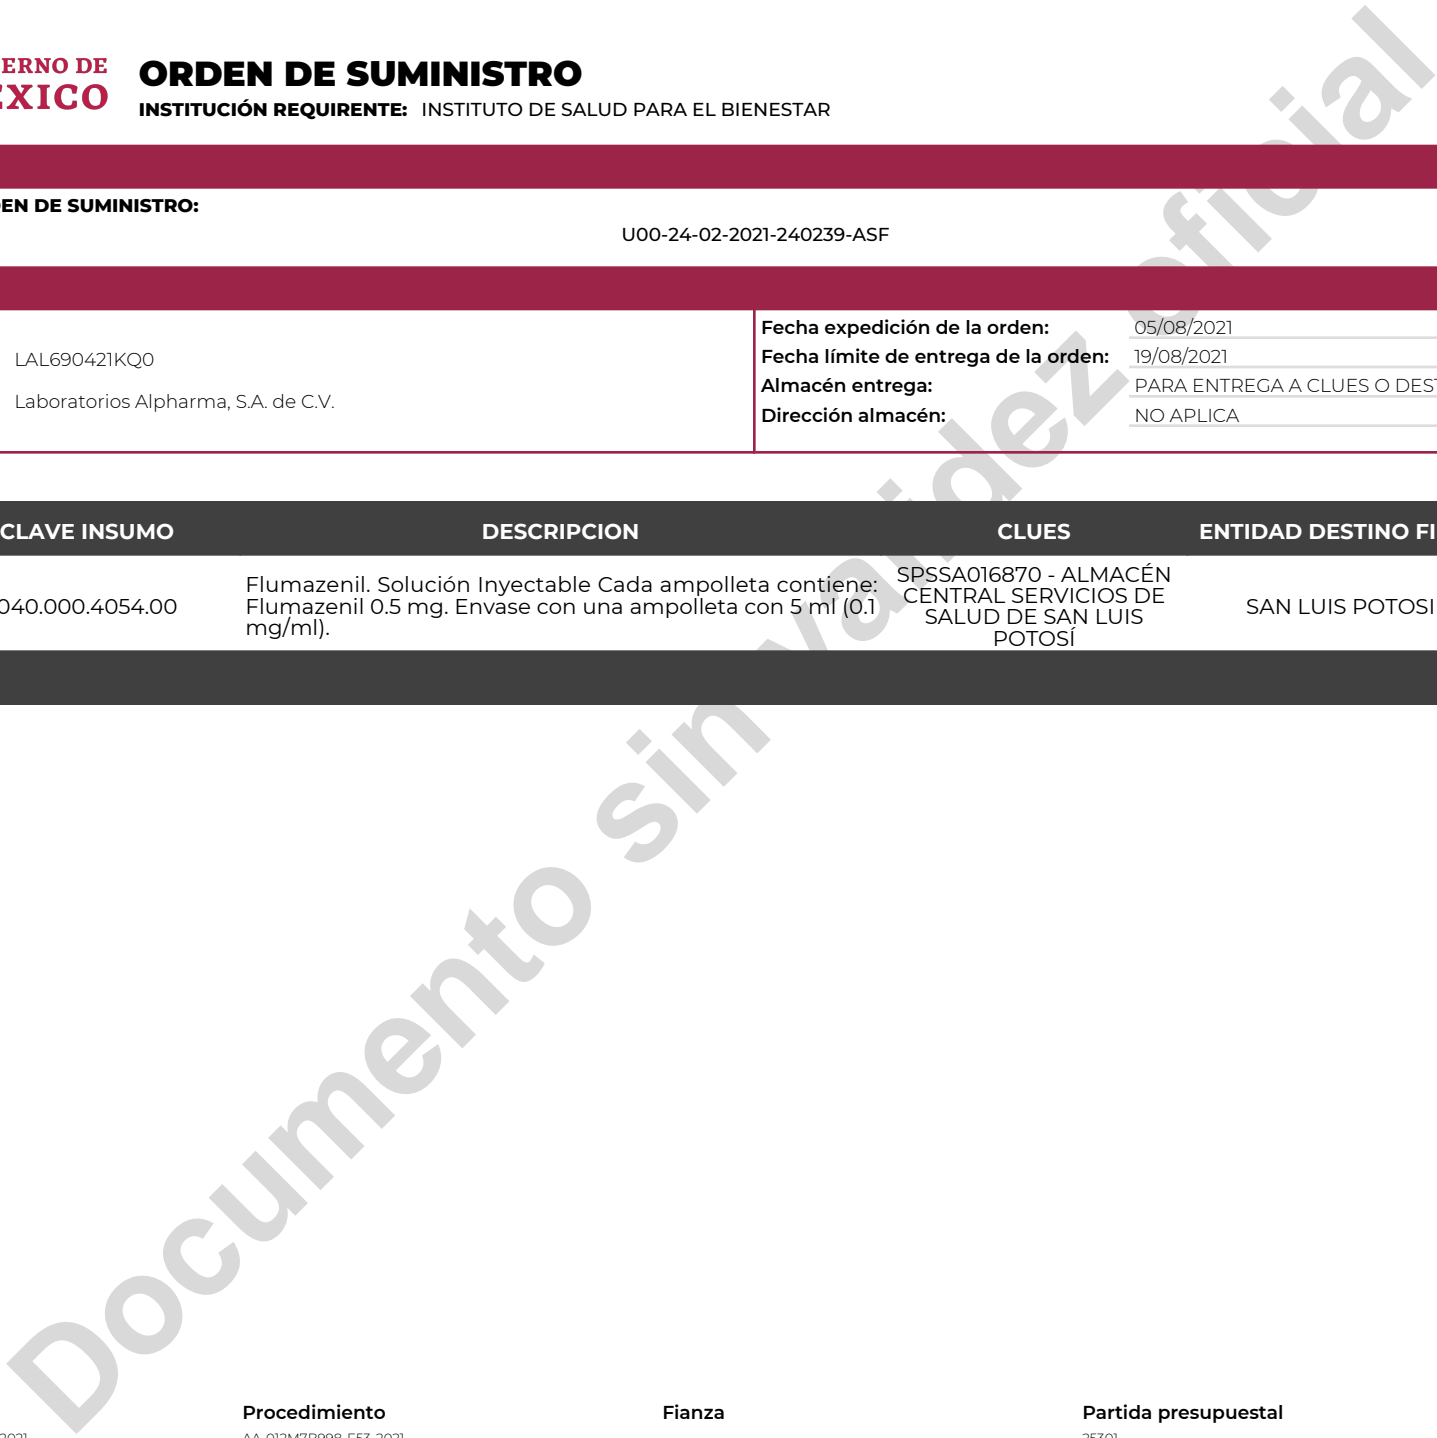 ERNO DE
ÉXICO
ORDEN DE SUMINISTRO
INSTITUCIÓN REQUIRENTE: INSTITUTO DE SALUD PARA EL BIENESTAR
EN DE SUMINISTRO:
U00-24-02-2021-240239-ASF
LAL690421KQ0
Laboratorios Alpharma, S.A. de C.V.
Fecha expedición de la orden: 05/08/2021
Fecha límite de entrega de la orden: 19/08/2021
Almacén entrega: PARA ENTREGA A CLUES O DEST
Dirección almacén: NO APLICA
CLAVE INSUMO DESCRIPCION CLUES ENTIDAD DESTINO FI
040.000.4054.00
Flumazenil. Solución Inyectable Cada ampolleta contiene:
Flumazenil 0.5 mg. Envase con una ampolleta con 5 ml (0.1
mg/ml).
SPSSA016870 - ALMACÉN
CENTRAL SERVICIOS DE
SALUD DE SAN LUIS
POTOSÍ
SAN LUIS POTOSI
Documento sin validez oficial
Procedimiento Fianza Partida presupuestal